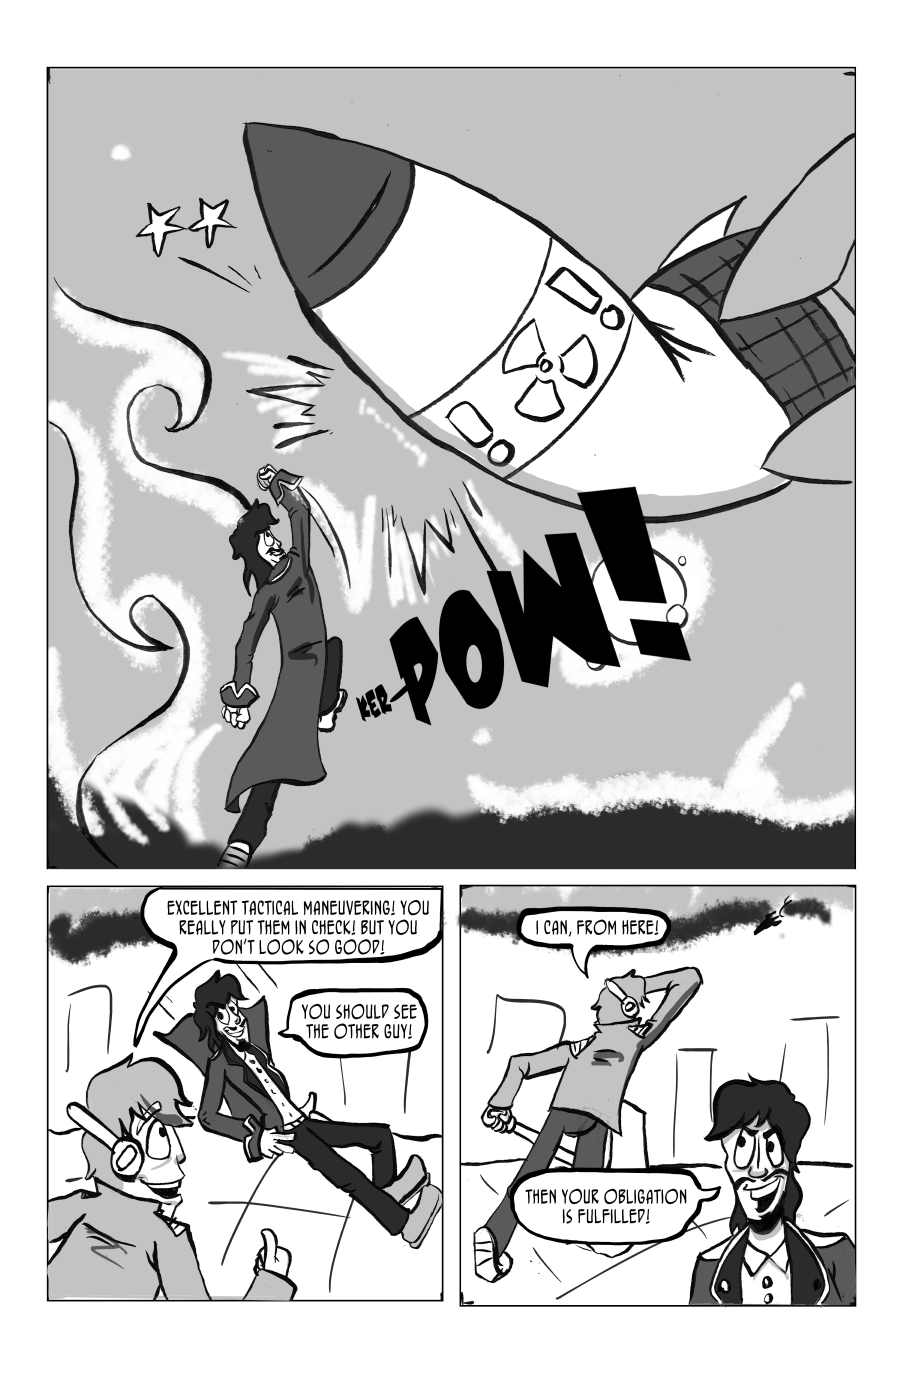 KER-POW!
EXCELLENT TACTICAL MANEUVERING! YOU
REALLY PUT THEM IN CHECK! BUT YOU
DON'T LOOK SO GOOD!
YOU SHOULD SEE
THE OTHER GUY!
I CAN, FROM HERE!
THEN YOUR OBLIGATION
IS FULFILLED!